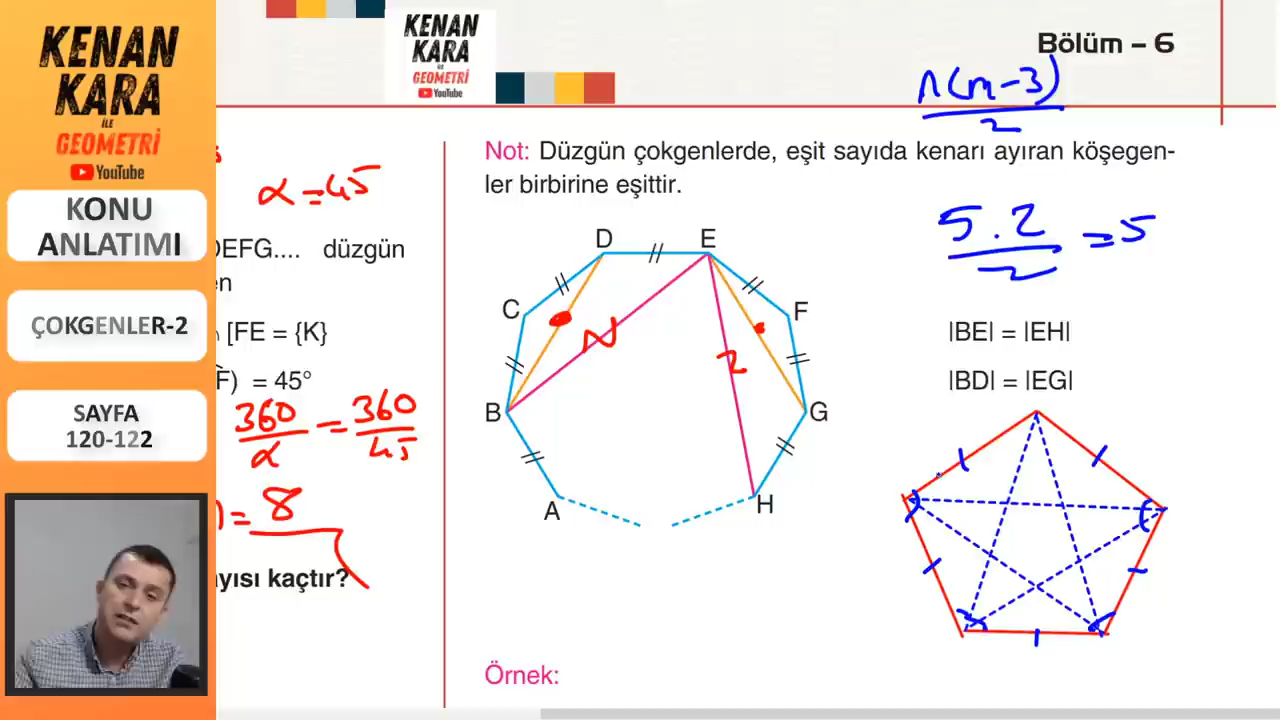 KENAN
KARA
İLE
GEOMETRİ
YouTube
KONU
ANLATIMI
ÇOKGENLER-2
SAYFA
120-122
KENAN
KARA
İLE
GEOMETRİ
YouTube
Bölüm – 6
n(n-3)
2
α = 45
DEFG.... düzgün
en
[FE = {K}
F) = 45°
360 = 360
α 45
= 8
ayısı kaçtır?
Not: Düzgün çokgenlerde, eşit sayıda kenarı ayıran köşegen-
ler birbirine eşittir.
5.2 = 5
2
D E
C F
B G
A H
|BE| = |EH|
|BD| = |EG|
Örnek: